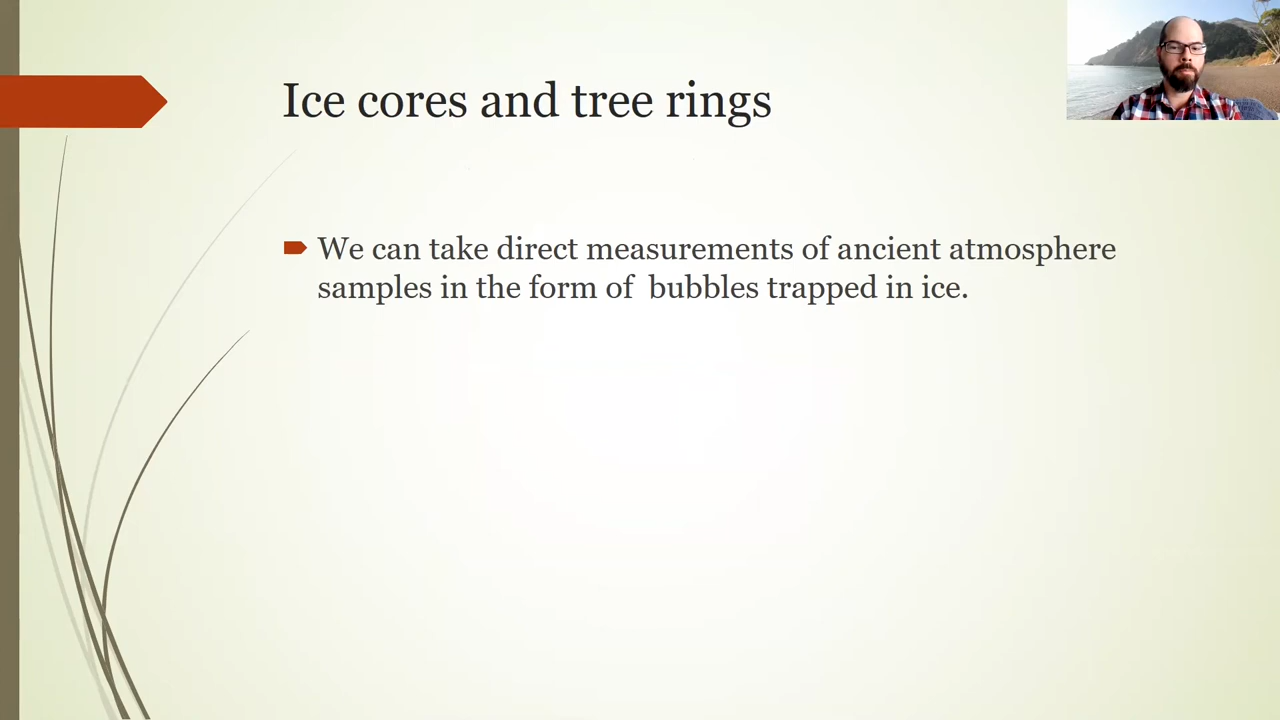 Ice cores and tree rings
We can take direct measurements of ancient atmosphere
samples in the form of  bubbles trapped in ice.